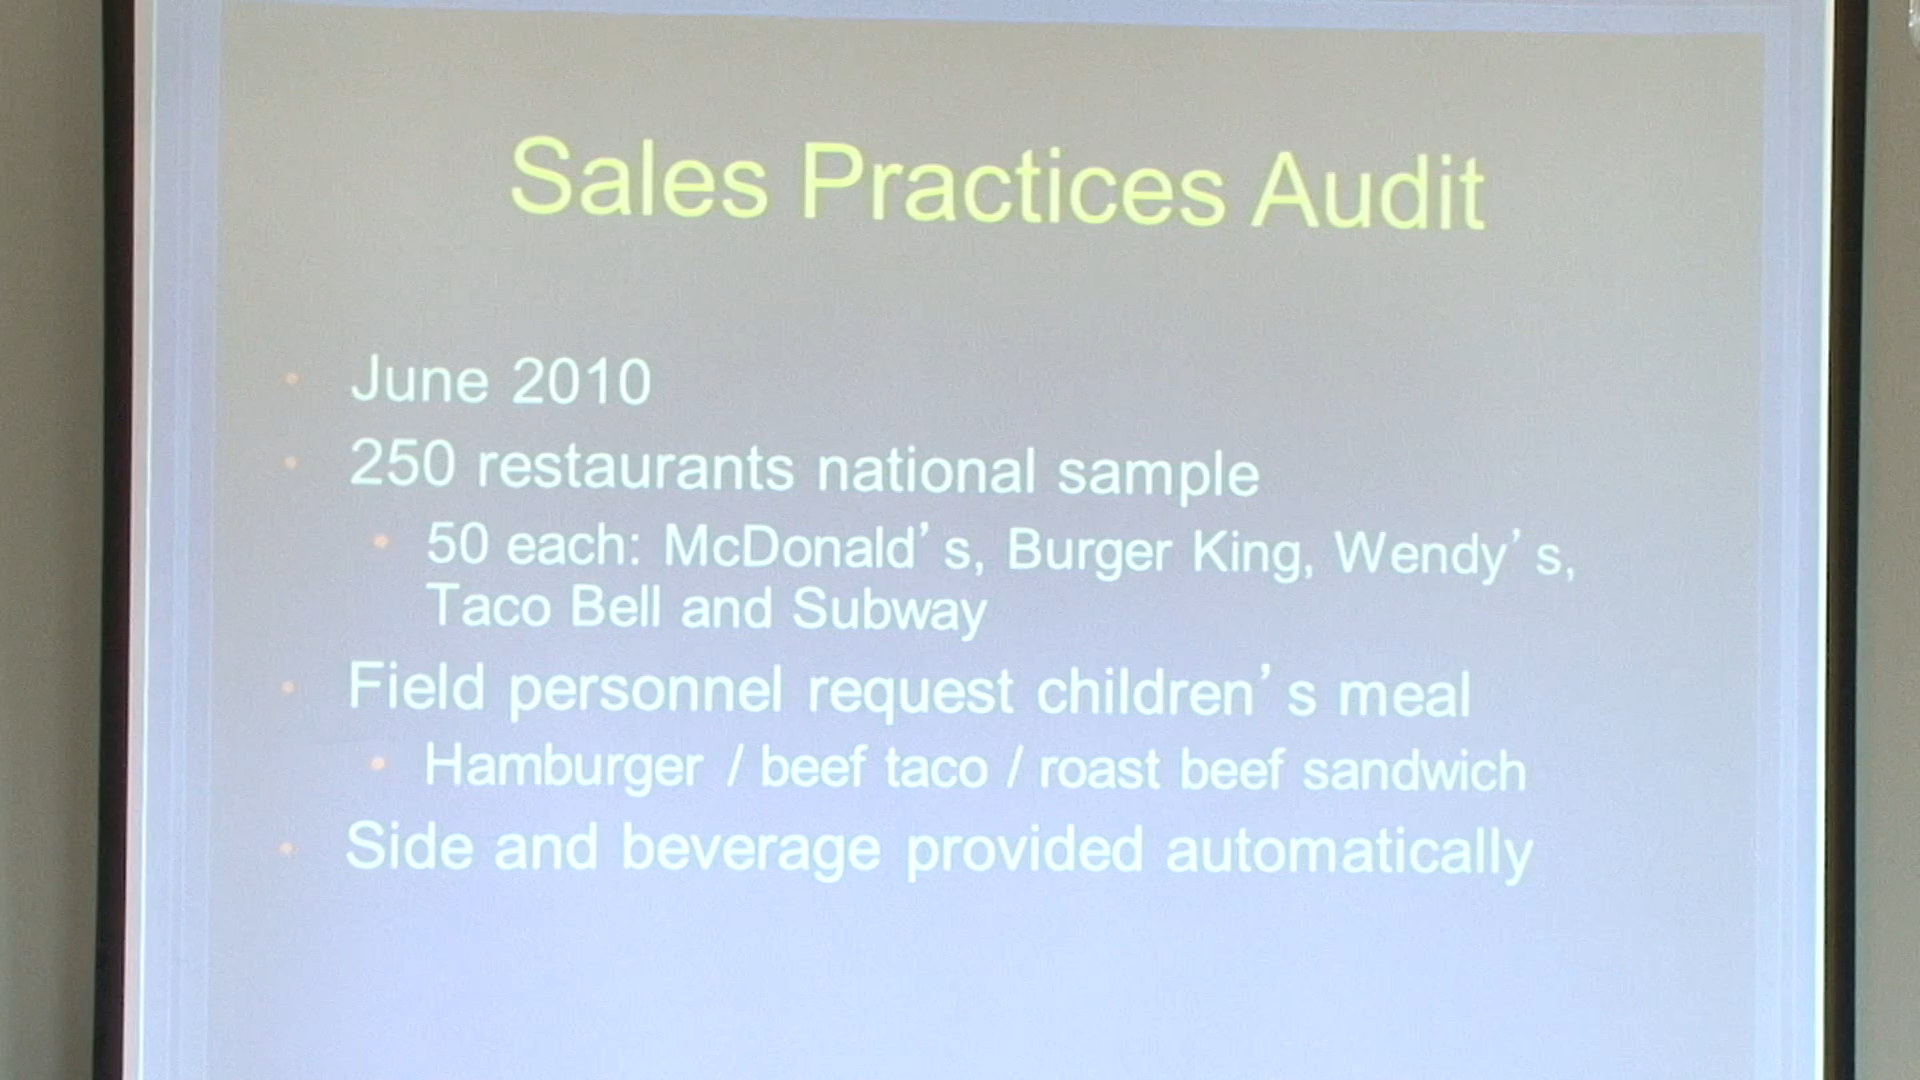 Sales Practices Audit
• June 2010
• 250 restaurants national sample
• 50 each: McDonald’s, Burger King, Wendy’s,
Taco Bell and Subway
• Field personnel request children’s meal
• Hamburger / beef taco / roast beef sandwich
• Side and beverage provided automatically